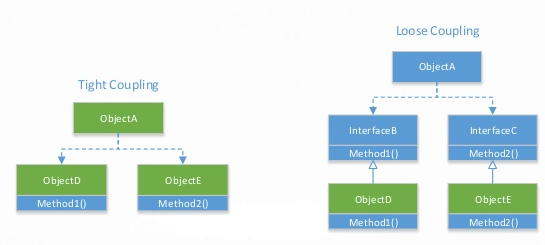 Loose Coupling
ObjectA
Tight Coupling
ObjectA
InterfaceB
InterfaceC
Method1()
Method2()
ObjectD
ObjectE
Method1()
Method2()
ObjectD
ObjectE
Method1()
Method2()